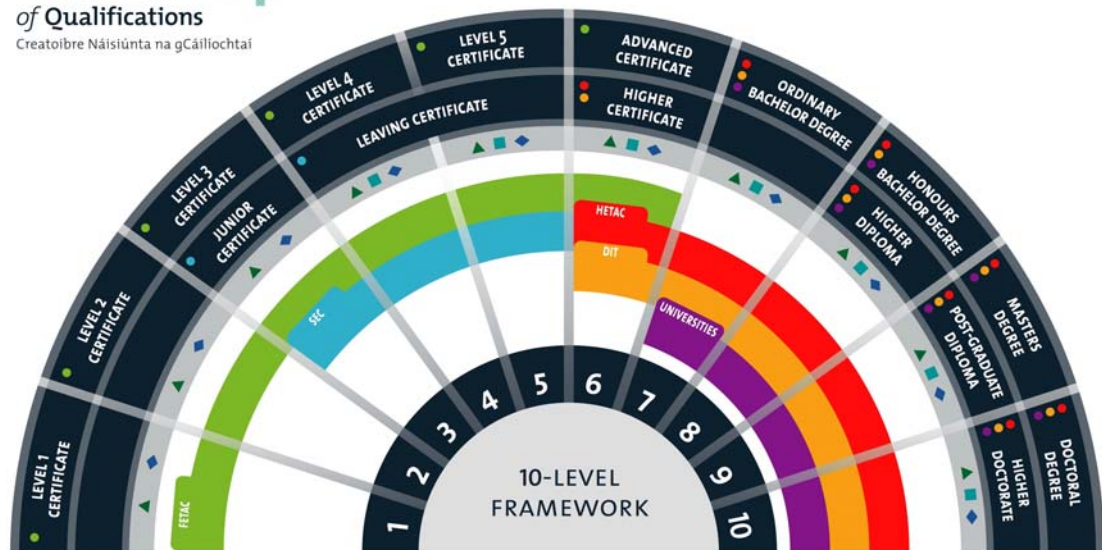 of Qualifications
Creatoibre Náisiúnta na gCáilíochtaí
LEVEL 1
CERTIFICATE
LEVEL 2
CERTIFICATE
LEVEL 3
CERTIFICATE
JUNIOR
CERTIFICATE
LEVEL 4
CERTIFICATE
LEVEL 5
CERTIFICATE
LEAVING CERTIFICATE
ADVANCED
CERTIFICATE
HIGHER
CERTIFICATE
ORDINARY
BACHELOR DEGREE
HONOURS
BACHELOR DEGREE
HIGHER
DIPLOMA
MASTERS
DEGREE
POST-GRADUATE
DIPLOMA
DOCTORAL
DEGREE
HIGHER
DOCTORATE
FETAC
SEC
HETAC
DIT
UNIVERSITIES
1
2
3
4
5
6
7
8
9
10
10-LEVEL
FRAMEWORK